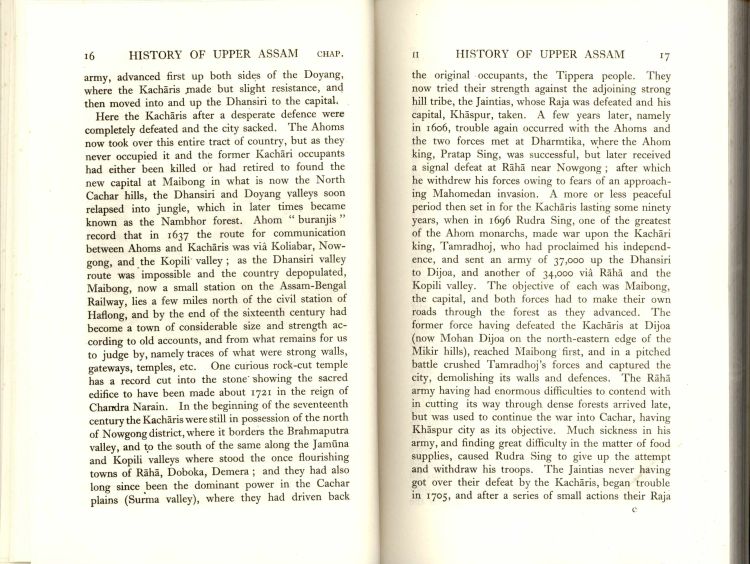 16 HISTORY OF UPPER ASSAM CHAP.
army, advanced first up both sides of the Doyang,
where the Kachāris made but slight resistance, and
then moved into and up the Dhansiri to the capital.
Here the Kachāris after a desperate defence were
completely defeated and the city sacked. The Ahoms
now took over this entire tract of country, but as they
never occupied it and the former Kachāri occupants
had either been killed or had retired to found the
new capital at Maibong in what is now the North
Cachar hills, the Dhansiri and Doyang valleys soon
relapsed into jungle, which in later times became
known as the Nambhor forest. Ahom “ buranjis ”
record that in 1637 the route for communication
between Ahoms and Kachāris was viâ Koliabar, Now-
gong, and the Kopili valley ; as the Dhansiri valley
route was impossible and the country depopulated,
Maibong, now a small station on the Assam-Bengal
Railway, lies a few miles north of the civil station of
Haflong, and by the end of the sixteenth century had
become a town of considerable size and strength ac-
cording to old accounts, and from what remains for us
to judge by, namely traces of what were strong walls,
gateways, temples, etc. One curious rock-cut temple
has a record cut into the stone showing the sacred
edifice to have been made about 1721 in the reign of
Chandra Narain. In the beginning of the seventeenth
century the Kachāris were still in possession of the north
of Nowgong district, where it borders the Brahmaputra
valley, and to the south of the same along the Jamūna
and Kopili valleys where stood the once flourishing
towns of Rāhā, Doboka, Demera ; and they had also
long since been the dominant power in the Cachar
plains (Surma valley), where they had driven back
II HISTORY OF UPPER ASSAM 17
the original occupants, the Tippera people. They
now tried their strength against the adjoining strong
hill tribe, the Jaintias, whose Raja was defeated and his
capital, Khāspur, taken. A few years later, namely
in 1606, trouble again occurred with the Ahoms and
the two forces met at Dharmtika, where the Ahom
king, Pratap Sing, was successful, but later received
a signal defeat at Rāhā near Nowgong ; after which
he withdrew his forces owing to fears of an approach-
ing Mahomedan invasion. A more or less peaceful
period then set in for the Kachāris lasting some ninety
years, when in 1696 Rudra Sing, one of the greatest
of the Ahom monarchs, made war upon the Kachāri
king, Tamradhoj, who had proclaimed his independ-
ence, and sent an army of 37,000 up the Dhansiri
to Dijoa, and another of 34,000 viâ Rāhā and the
Kopili valley. The objective of each was Maibong,
the capital, and both forces had to make their own
roads through the forest as they advanced. The
former force having defeated the Kachāris at Dijoa
(now Mohan Dijoa on the north-eastern edge of the
Mikir hills), reached Maibong first, and in a pitched
battle crushed Tamradhoj's forces and captured the
city, demolishing its walls and defences. The Rāhā
army having had enormous difficulties to contend with
in cutting its way through dense forests arrived late,
but was used to continue the war into Cachar, having
Khāspur city as its objective. Much sickness in his
army, and finding great difficulty in the matter of food
supplies, caused Rudra Sing to give up the attempt
and withdraw his troops. The Jaintias never having
got over their defeat by the Kachāris, began trouble
in 1705, and after a series of small actions their Raja
C